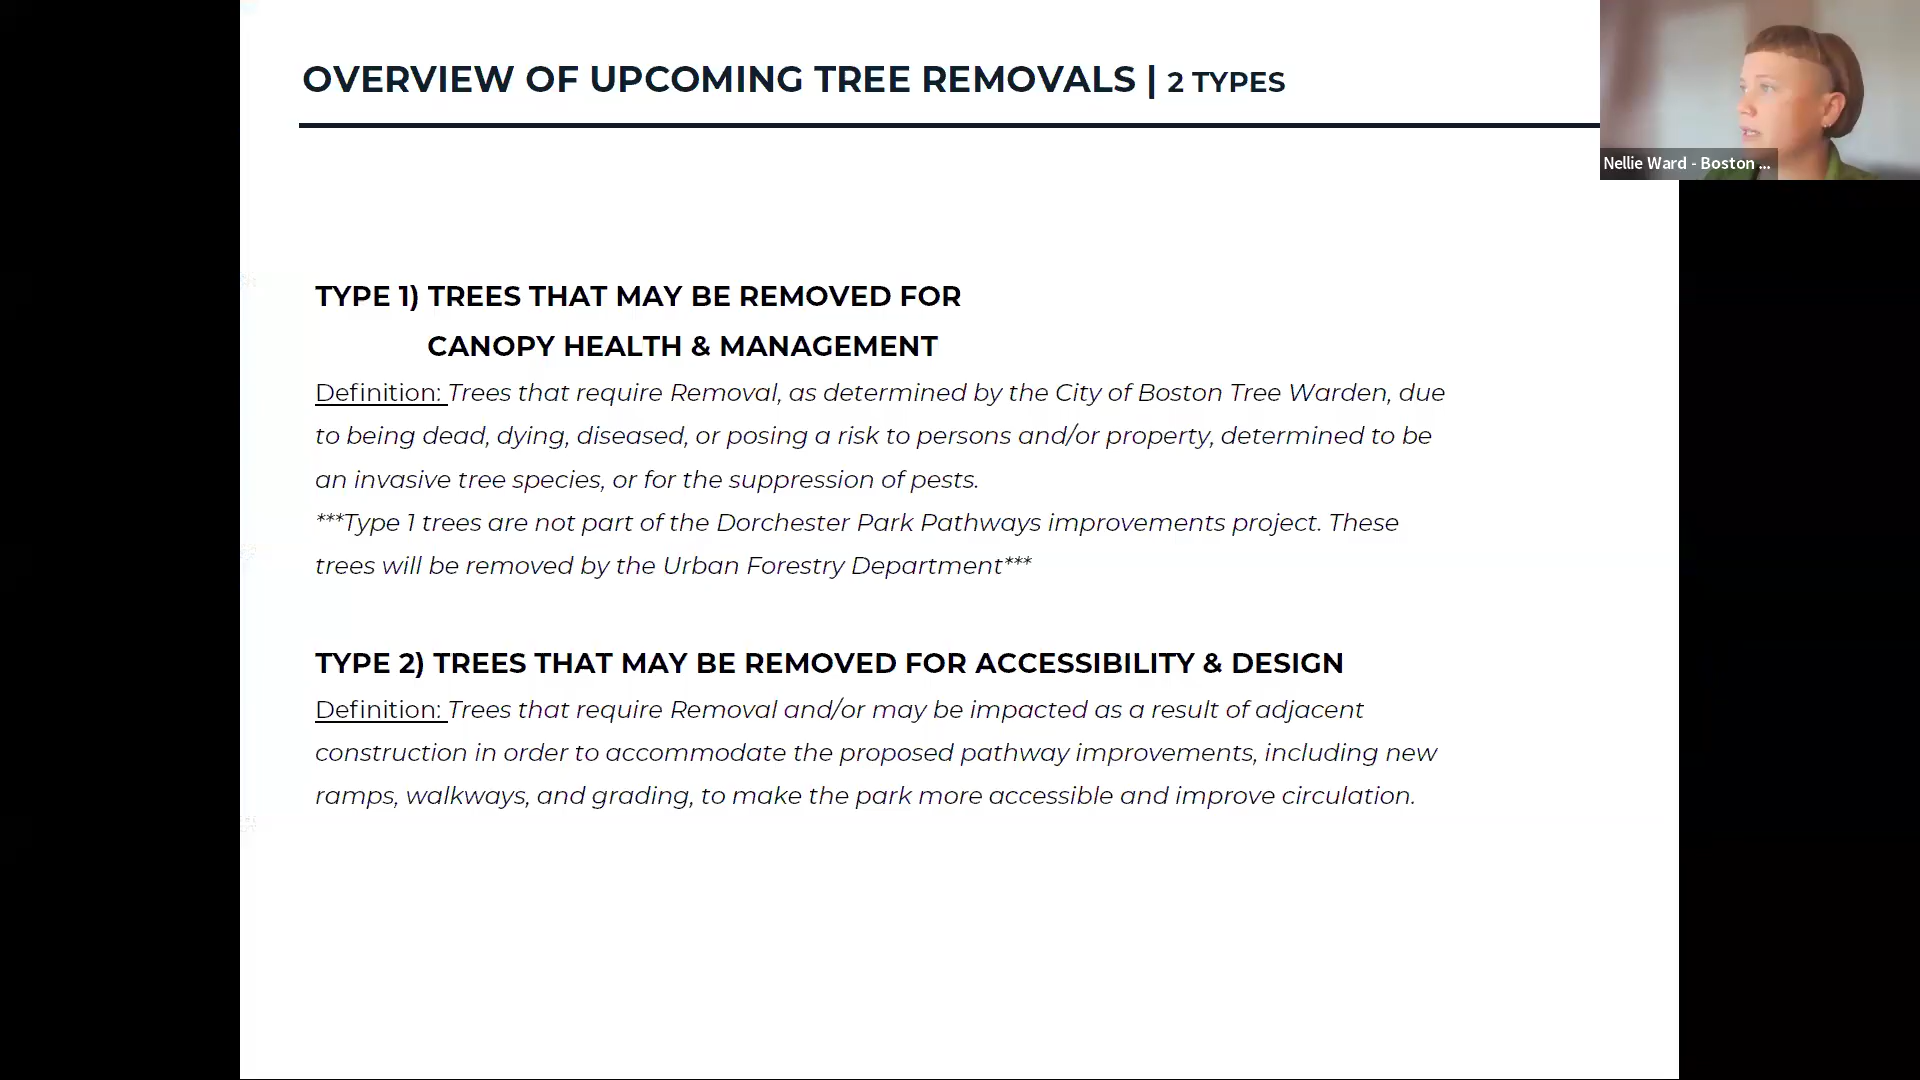 OVERVIEW OF UPCOMING TREE REMOVALS | 2 TYPES
Nellie Ward - Boston ...
TYPE 1) TREES THAT MAY BE REMOVED FOR
CANOPY HEALTH & MANAGEMENT
Definition: Trees that require Removal, as determined by the City of Boston Tree Warden, due
to being dead, dying, diseased, or posing a risk to persons and/or property, determined to be
an invasive tree species, or for the suppression of pests.
***Type 1 trees are not part of the Dorchester Park Pathways improvements project. These
trees will be removed by the Urban Forestry Department***
TYPE 2) TREES THAT MAY BE REMOVED FOR ACCESSIBILITY & DESIGN
Definition: Trees that require Removal and/or may be impacted as a result of adjacent
construction in order to accommodate the proposed pathway improvements, including new
ramps, walkways, and grading, to make the park more accessible and improve circulation.